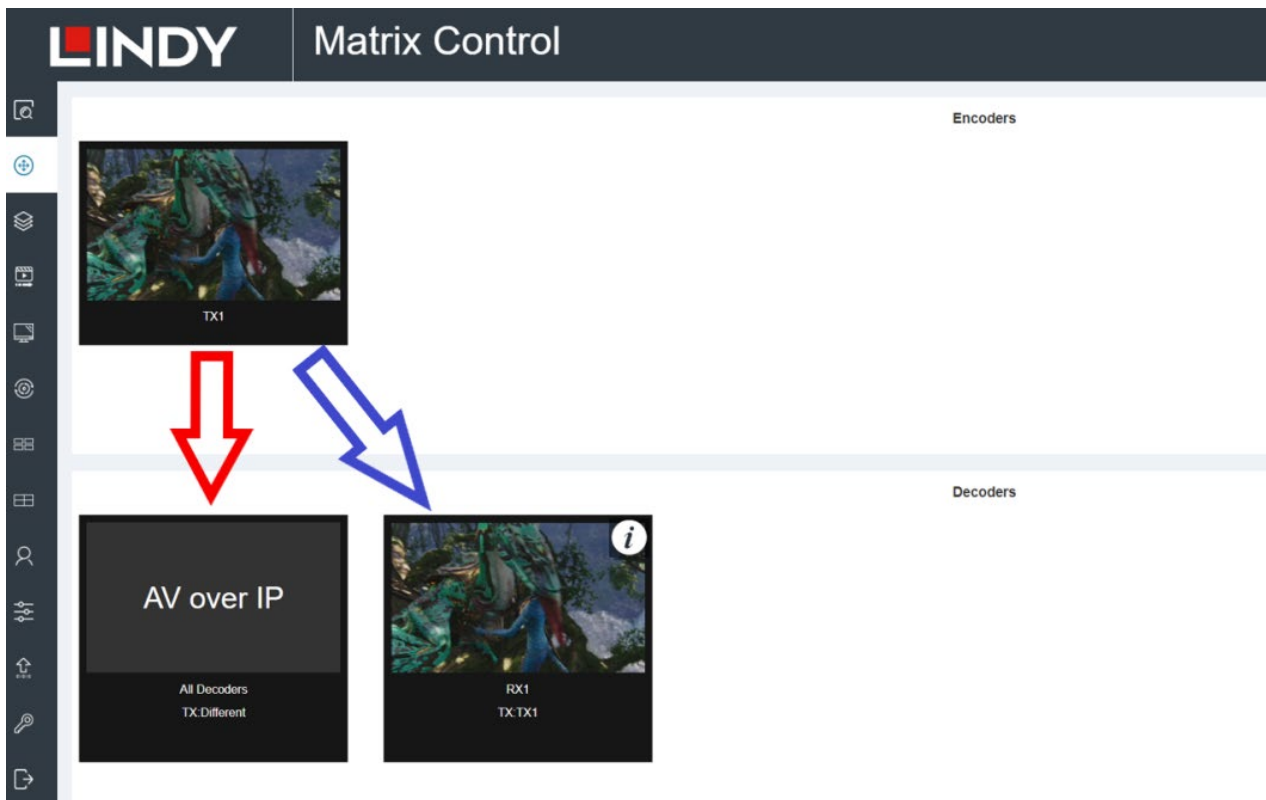 LINDY
Matrix Control
Encoders
TX1
Decoders
AV over IP
i
All Decoders
TX:Different
RX1
TX:TX1